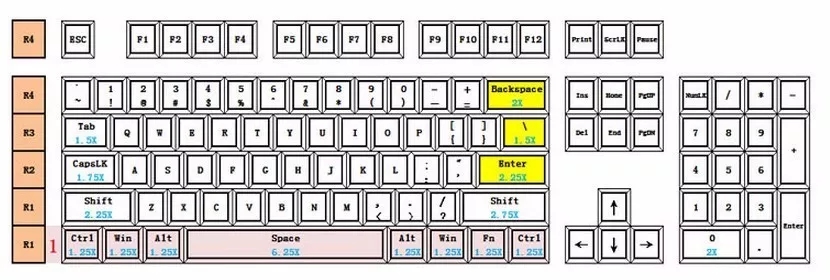 R4 ESC F1 F2 F3 F4 F5 F6 F7 F8 F9 F10 F11 F12 Print ScrLK Pause
R4 ~ 1 2 3 4 5 6 7 8 9 0 — + Backspace Ins Home PgUP NumLK / * -
! @ # $ % ^ & * ( ) — = 2X
R3 Tab Q W E R T Y U I O P [ ] \ Del End PgDN 7 8 9 +
1.5X { } 1.5X
R2 CapsLK A S D F G H J K L ; " Enter 4 5 6
1.75X : , 2.25X
R1 Shift Z X C V B N M , . / Shift ↑ 1 2 3 Enter
2.25X < > ? 2.75X
R1 1 Ctrl Win Alt Space Alt Win Fn Ctrl ← ↓ → 0 .
1.25X 1.25X 1.25X 6.25X 1.25X 1.25X 1.25X 1.25X 2X